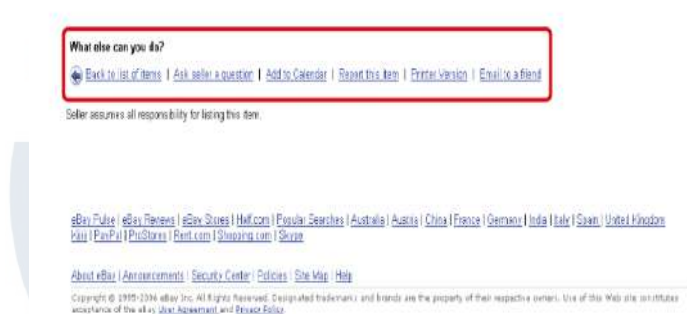 What else can you do?
Back to list of items | Ask seller a question | Add to Calendar | Report this item | Printer Version | Email to a friend
Seller assumes all responsibility for listing this item.
eBay Pulse | eBay Reviews | eBay Stores | Half.com | Popular Searches | Australia | Austria | China | France | Germany | India | Italy | Spain | United Kingdom
Kijiji | PayPal | ProStores | Rent.com | Shopping.com | Skype
About eBay | Announcements | Security Center | Policies | Site Map | Help
Copyright © 1995-2006 eBay Inc. All Rights Reserved. Designated trademarks and brands are the property of their respective owners. Use of this Web site constitutes
acceptance of the eBay User Agreement and Privacy Policy.